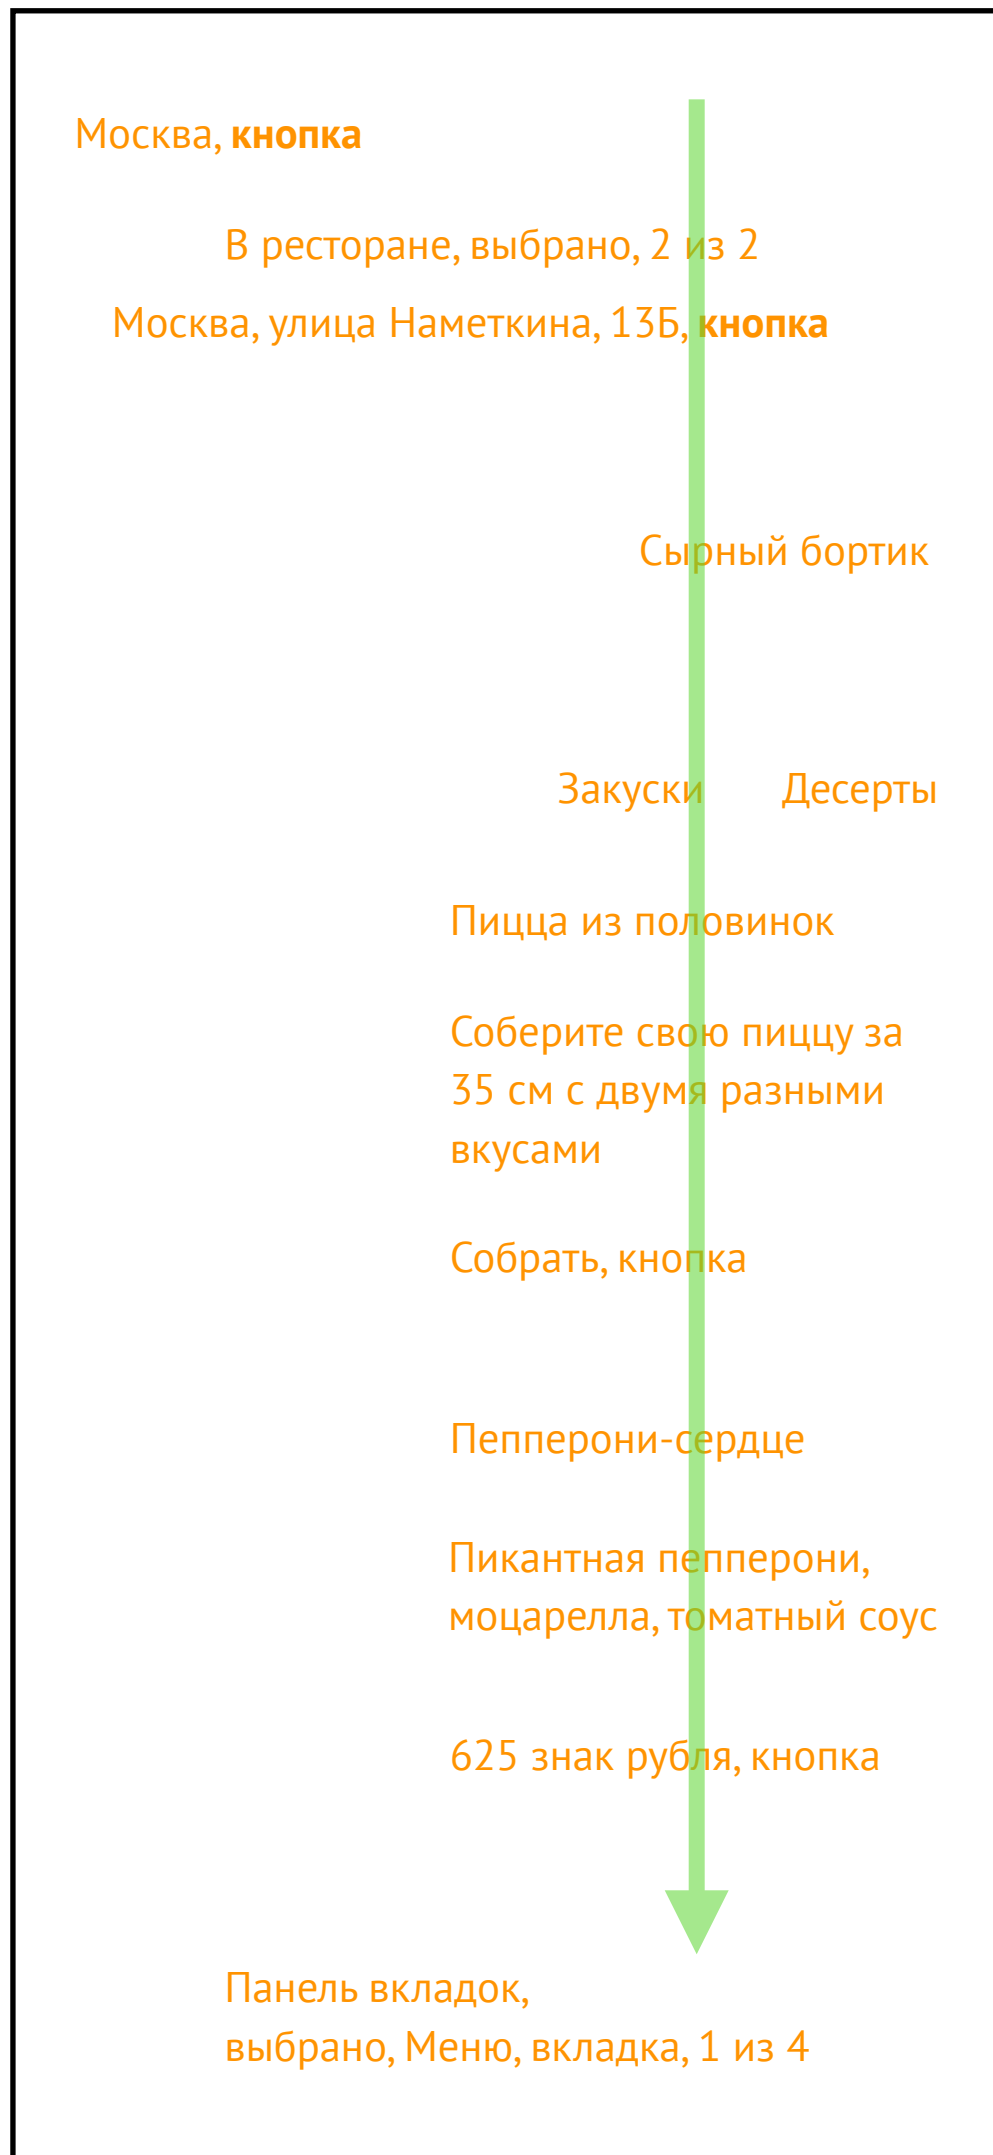 Москва, кнопка
В ресторане, выбрано, 2 из 2
Москва, улица Наметкина, 13Б, кнопка
Сырный бортик
Закуски Десерты
Пицца из половинок
Соберите свою пиццу за
35 см с двумя разными
вкусами
Собрать, кнопка
Пепперони-сердце
Пикантная пепперони,
моцарелла, томатный соус
625 знак рубля, кнопка
Панель вкладок,
выбрано, Меню, вкладка, 1 из 4